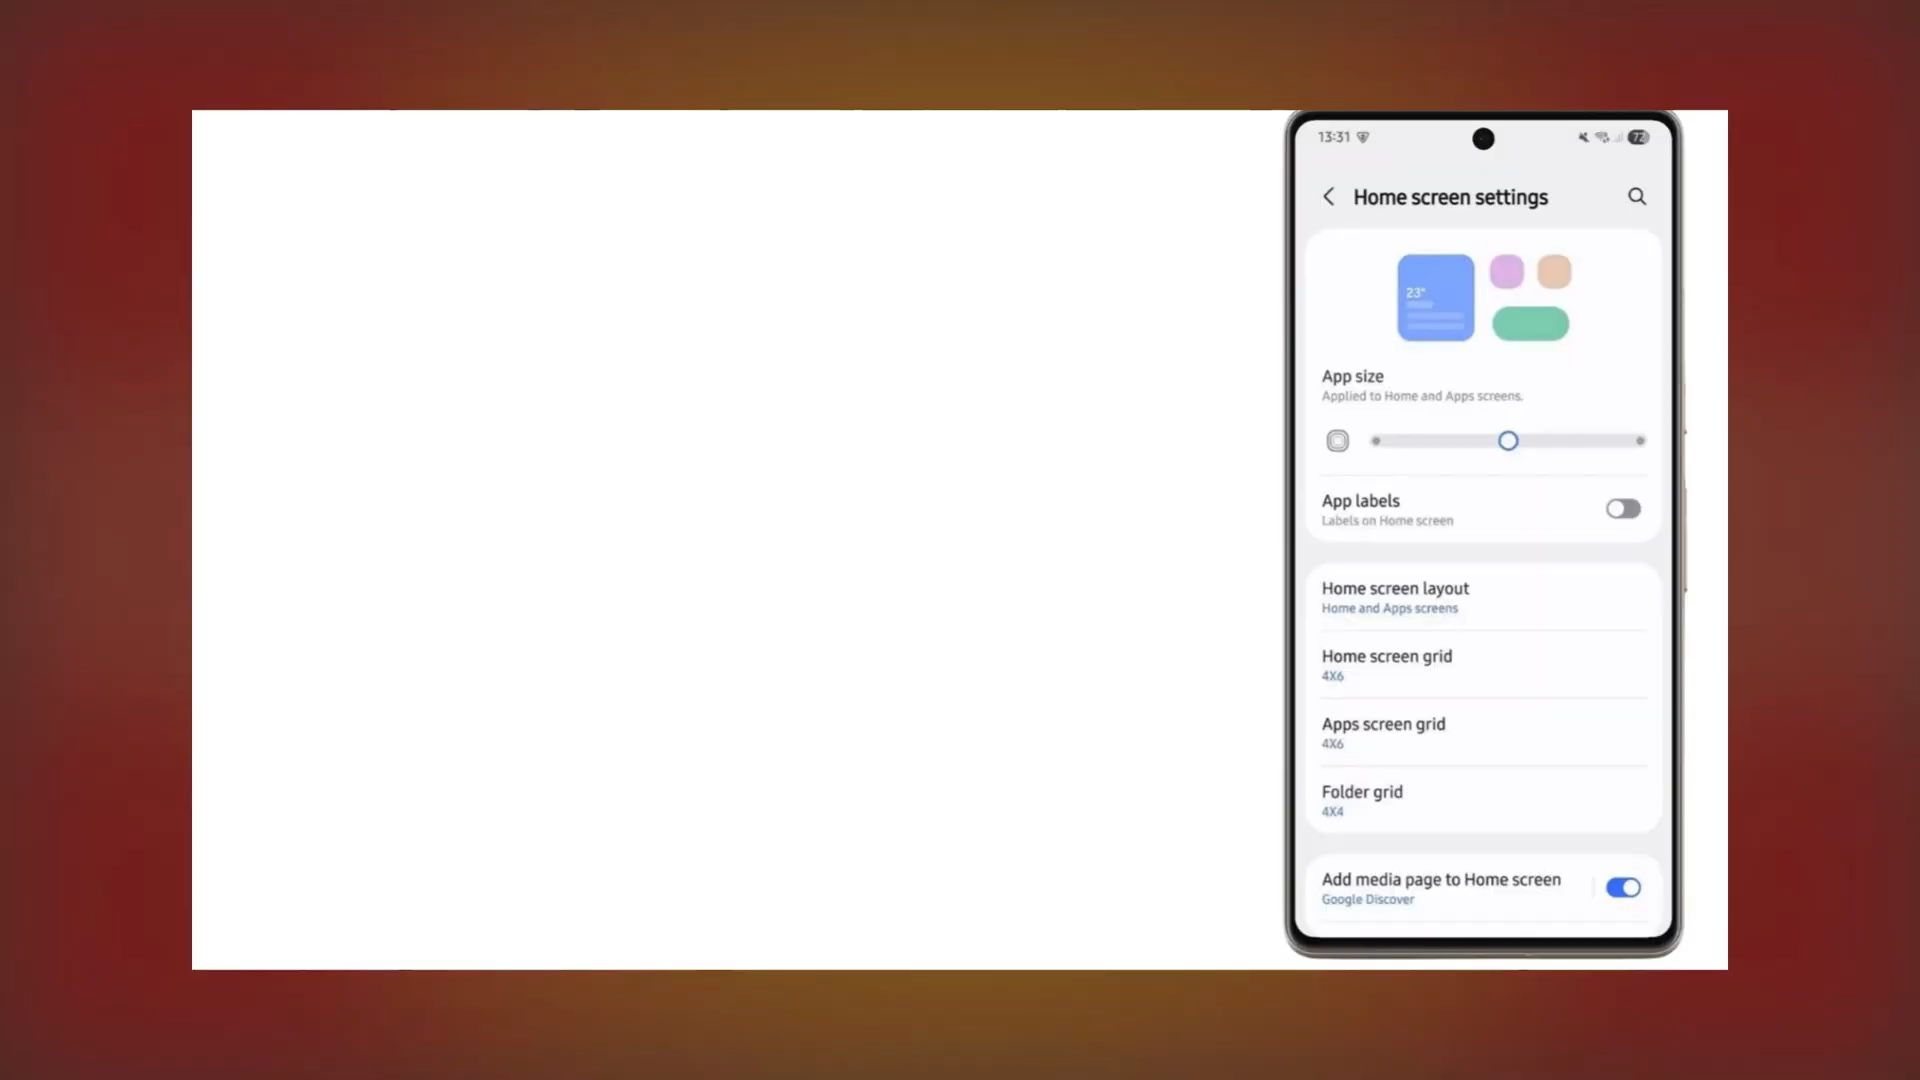 13:31
72
Home screen settings
23°
App size
Applied to Home and Apps screens.
App labels
Labels on Home screen
Home screen layout
Home and Apps screens
Home screen grid
4X6
Apps screen grid
4X6
Folder grid
4X4
Add media page to Home screen
Google Discover